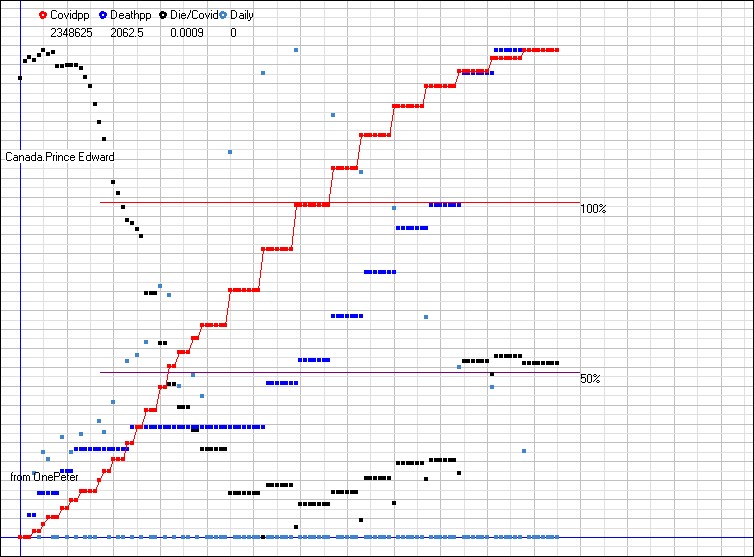 Covidpp Deathpp Die/Covid Daily
2348625 2062.5 0.0009 0
Canada.Prince Edward
100%
50%
from OnePeter